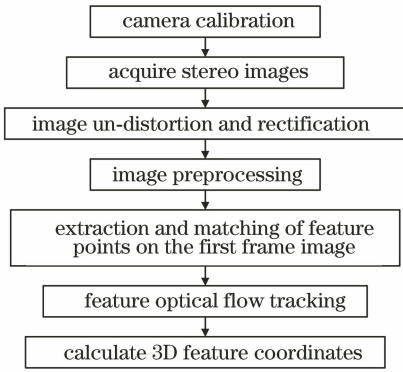 camera calibration
acquire stereo images
image un-distortion and rectification
image preprocessing
extraction and matching of feature
points on the first frame image
feature optical flow tracking
calculate 3D feature coordinates